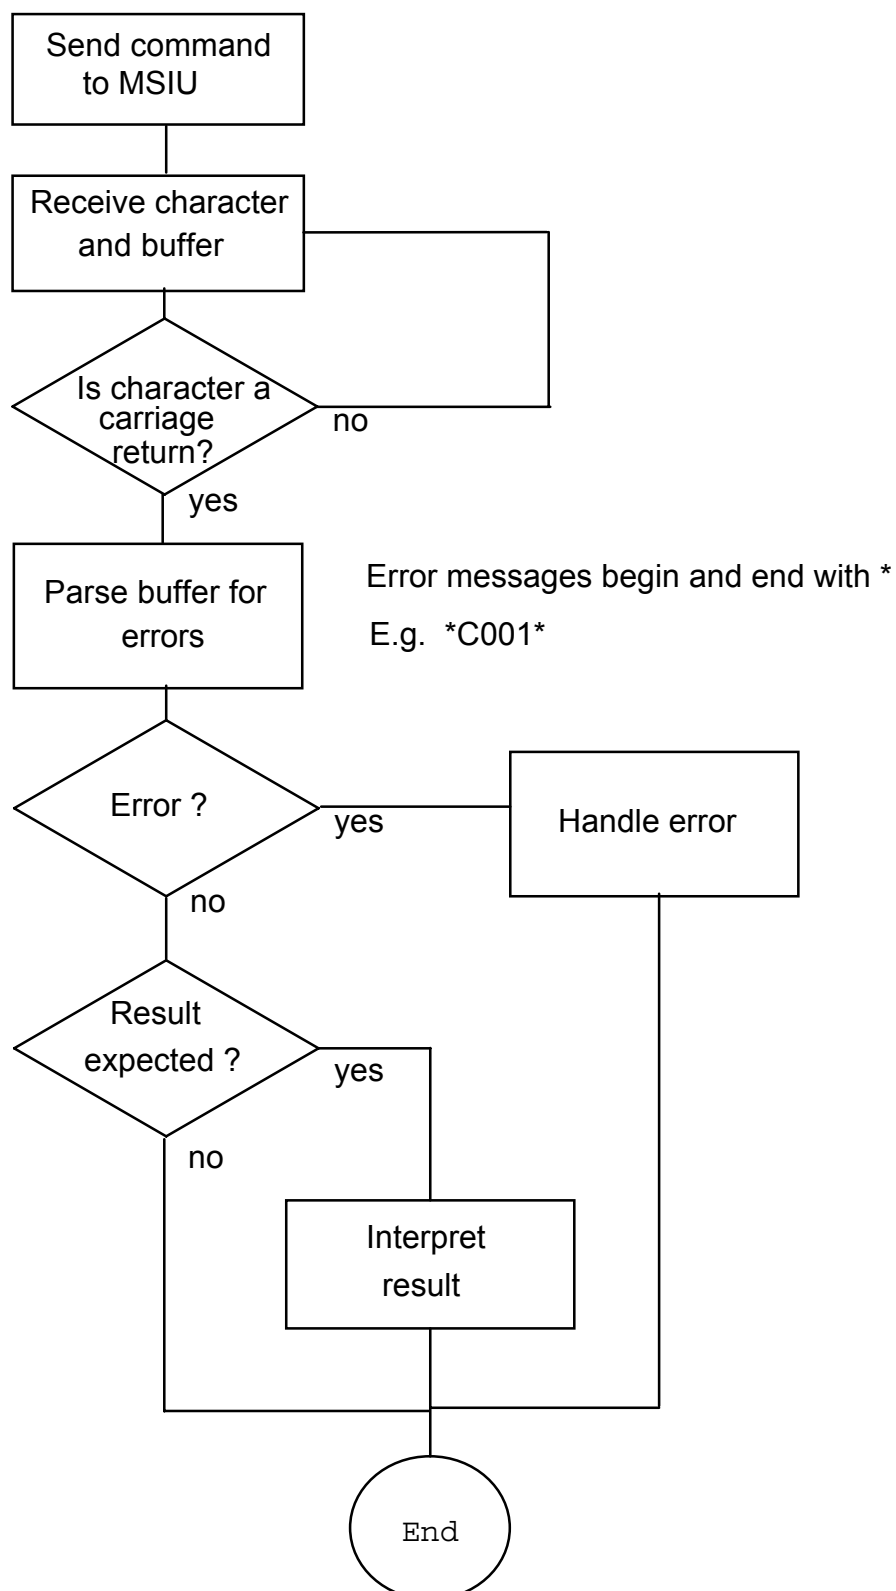 Send command
to MSIU
Receive character
and buffer
Is character a
carriage
return?
no
yes
Parse buffer for
errors
Error messages begin and end with *
E.g. *C001*
Error ?
yes
Handle error
no
Result
expected ?
yes
no
Interpret
result
End